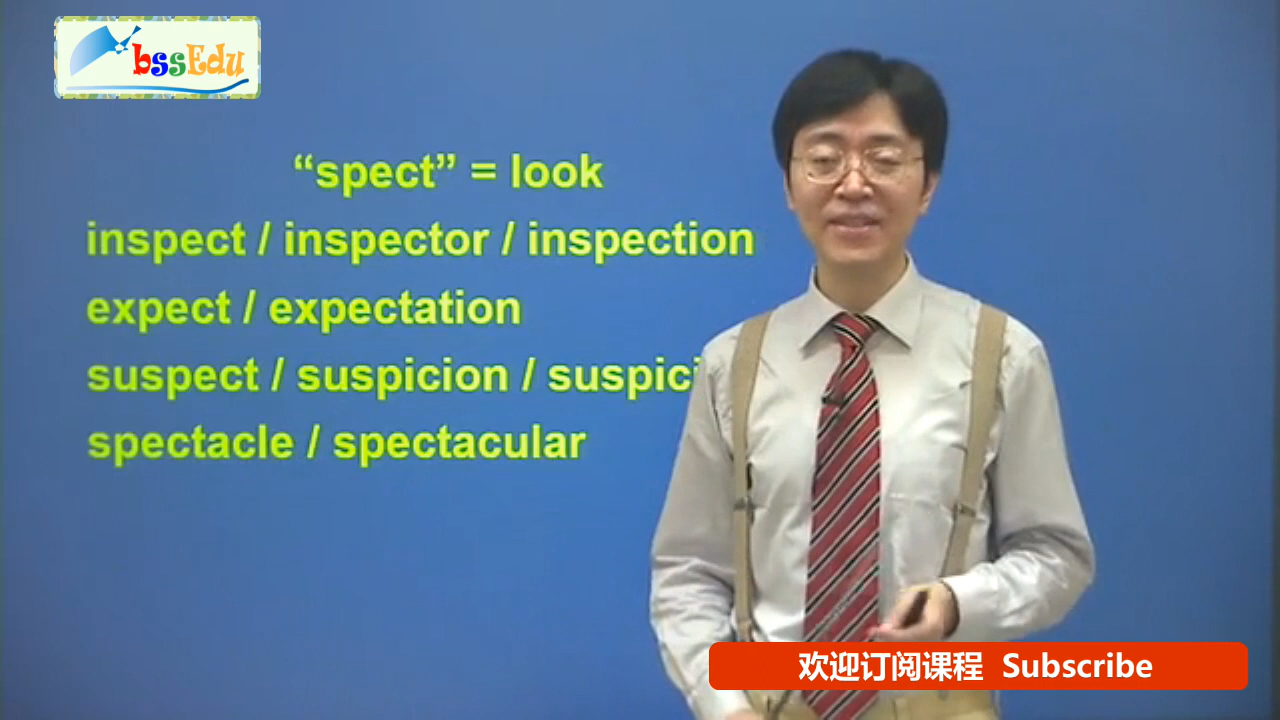 bssEdu
“spect” = look
inspect / inspector / inspection
expect / expectation
suspect / suspicion /
spectacle / spectacular
欢迎订阅课程 Subscribe